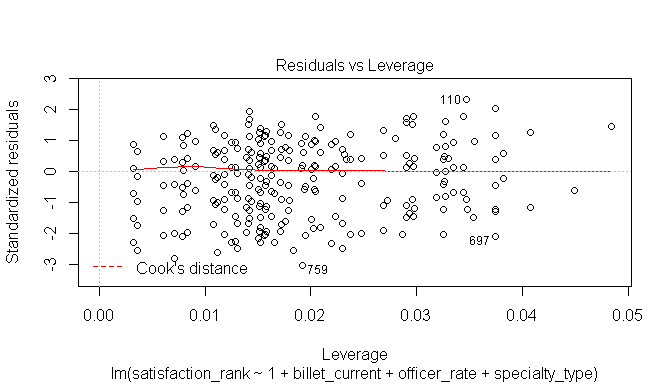 Residuals vs Leverage
Standardized residuals
3
2
1
0
-1
-2
-3
110
697
759
Cook's distance
0.00 0.01 0.02 0.03 0.04 0.05
Leverage
lm(satisfaction_rank ~ 1 + billet_current + officer_rate + specialty_type)